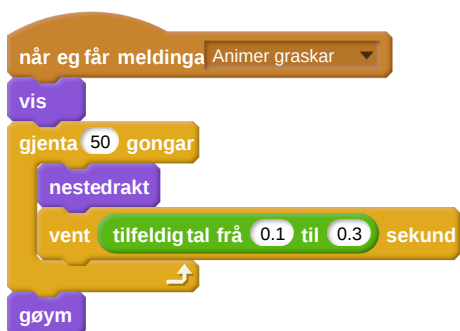 når eg får meldinga Animer graskar
vis
gjenta 50 gongar
nestedrakt
vent tilfeldig tal frå 0.1 til 0.3 sekund
gøym